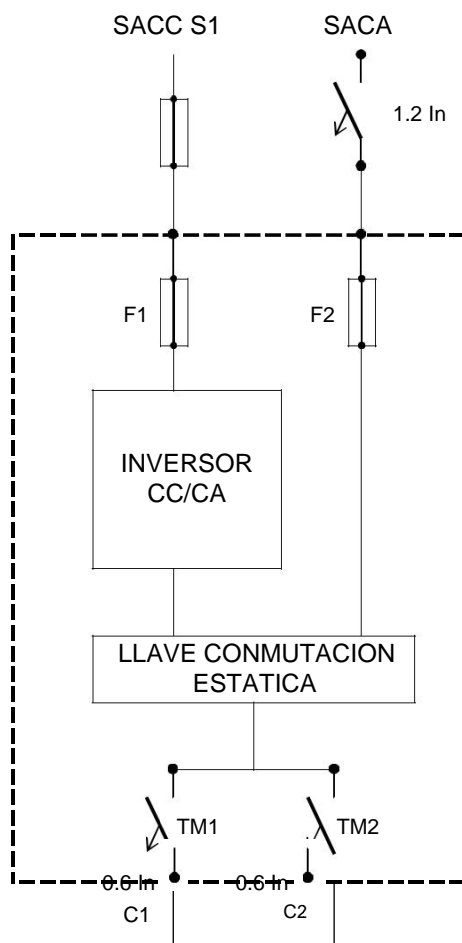 SACC S1
SACA
1.2 In
F1
F2
INVERSOR
CC/CA
LLAVE CONMUTACION
ESTATICA
TM1
TM2
0.6 In
0.6 In
C1
C2